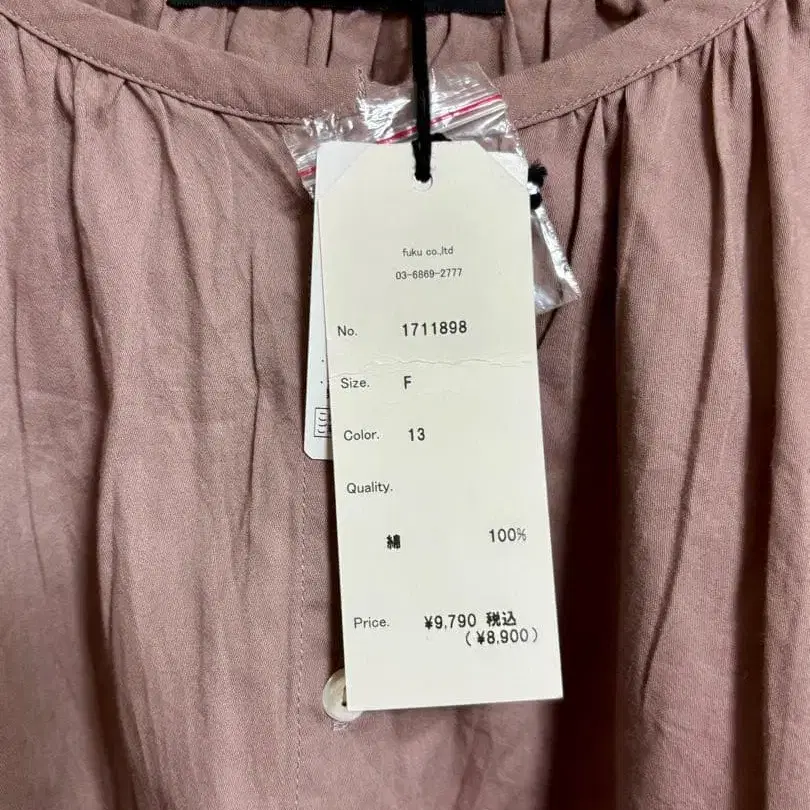 fuku co.,ltd
03-6869-2777
No. 1711898
Size. F
Color. 13
Quality.
綿 100%
Price. ¥9,790 税込
(¥8,900)